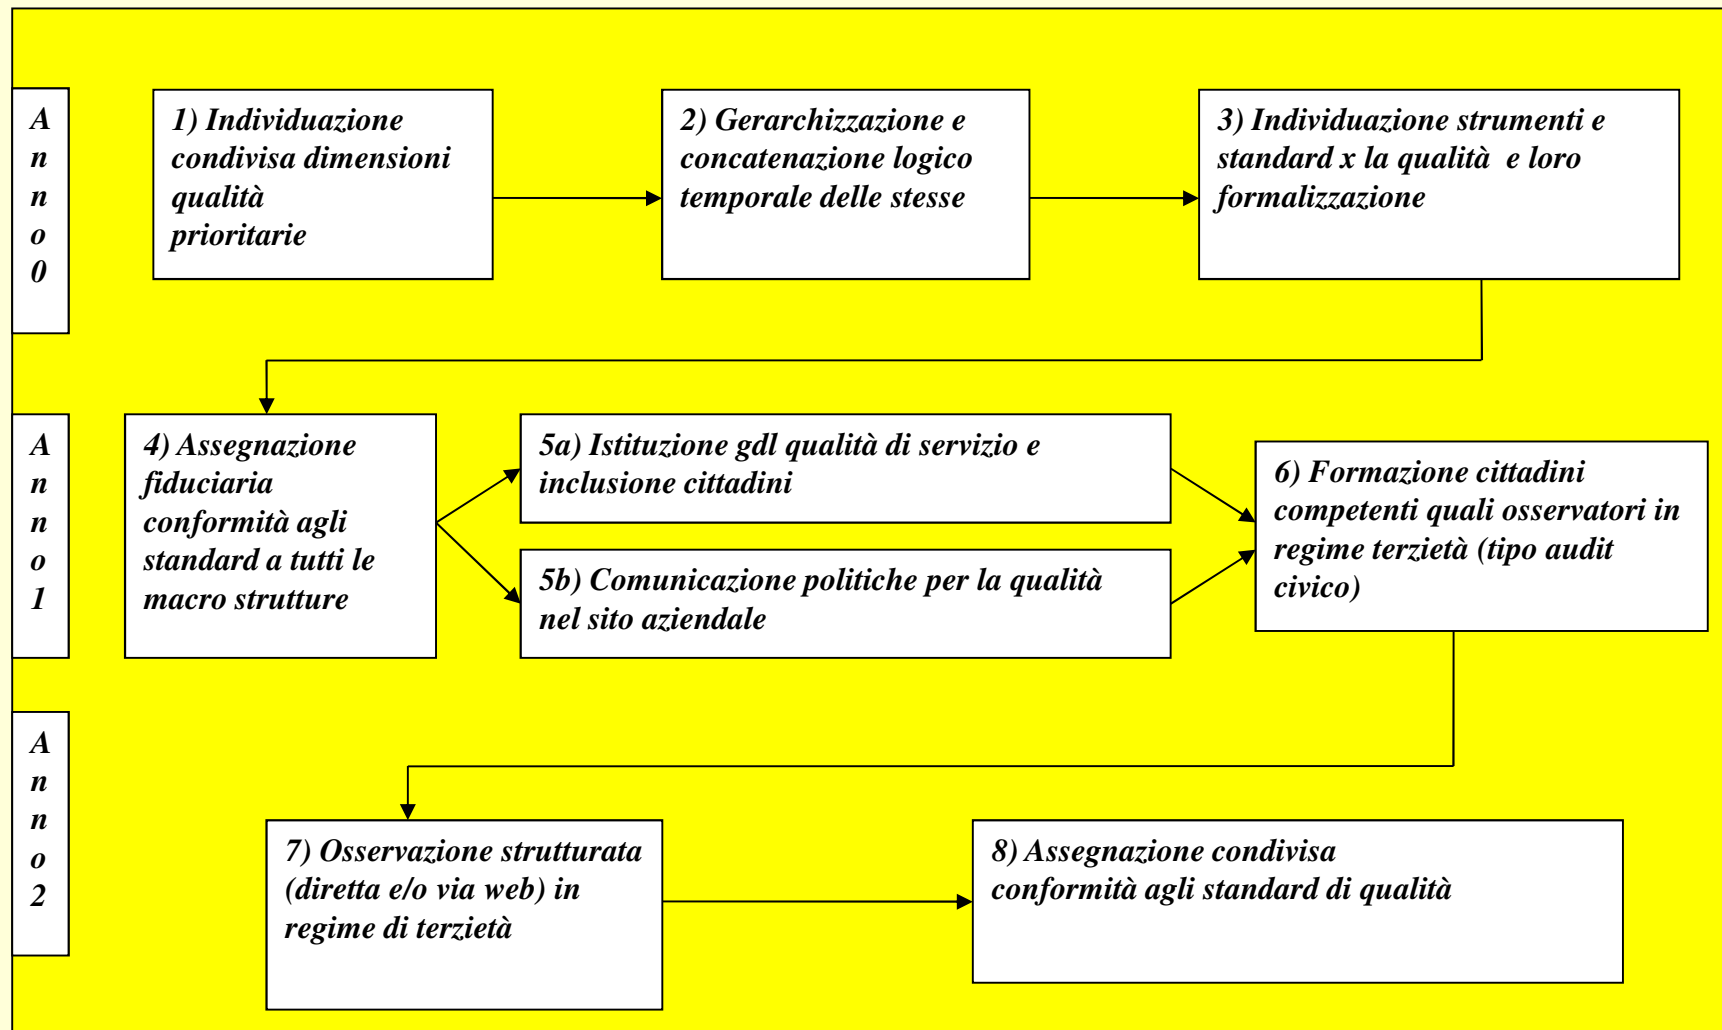 A
n
n
o
0
1) Individuazione
condivisa dimensioni
qualità
prioritarie
2) Gerarchizzazione e
concatenazione logico
temporale delle stesse
3) Individuazione strumenti e
standard x la qualità e loro
formalizzazione
A
n
n
o
1
4) Assegnazione
fiduciaria
conformità agli
standard a tutti le
macro strutture
5a) Istituzione gdl qualità di servizio e
inclusione cittadini
5b) Comunicazione politiche per la qualità
nel sito aziendale
6) Formazione cittadini
competenti quali osservatori in
regime terzietà (tipo audit
civico)
A
n
n
o
2
7) Osservazione strutturata
(diretta e/o via web) in
regime di terzietà
8) Assegnazione condivisa
conformità agli standard di qualità